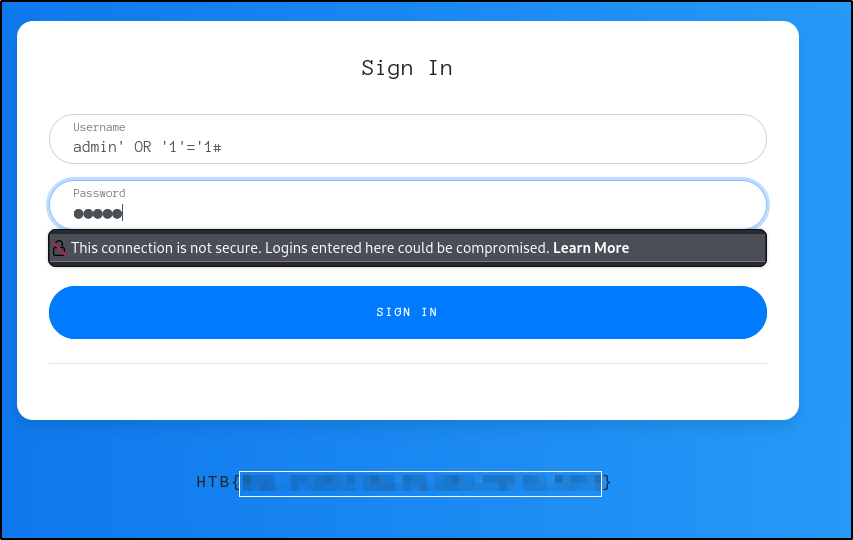 Sign In
Username
admin' OR '1'='1#
Password
This connection is not secure. Logins entered here could be compromised. Learn More
SIGN IN
HTB{
}